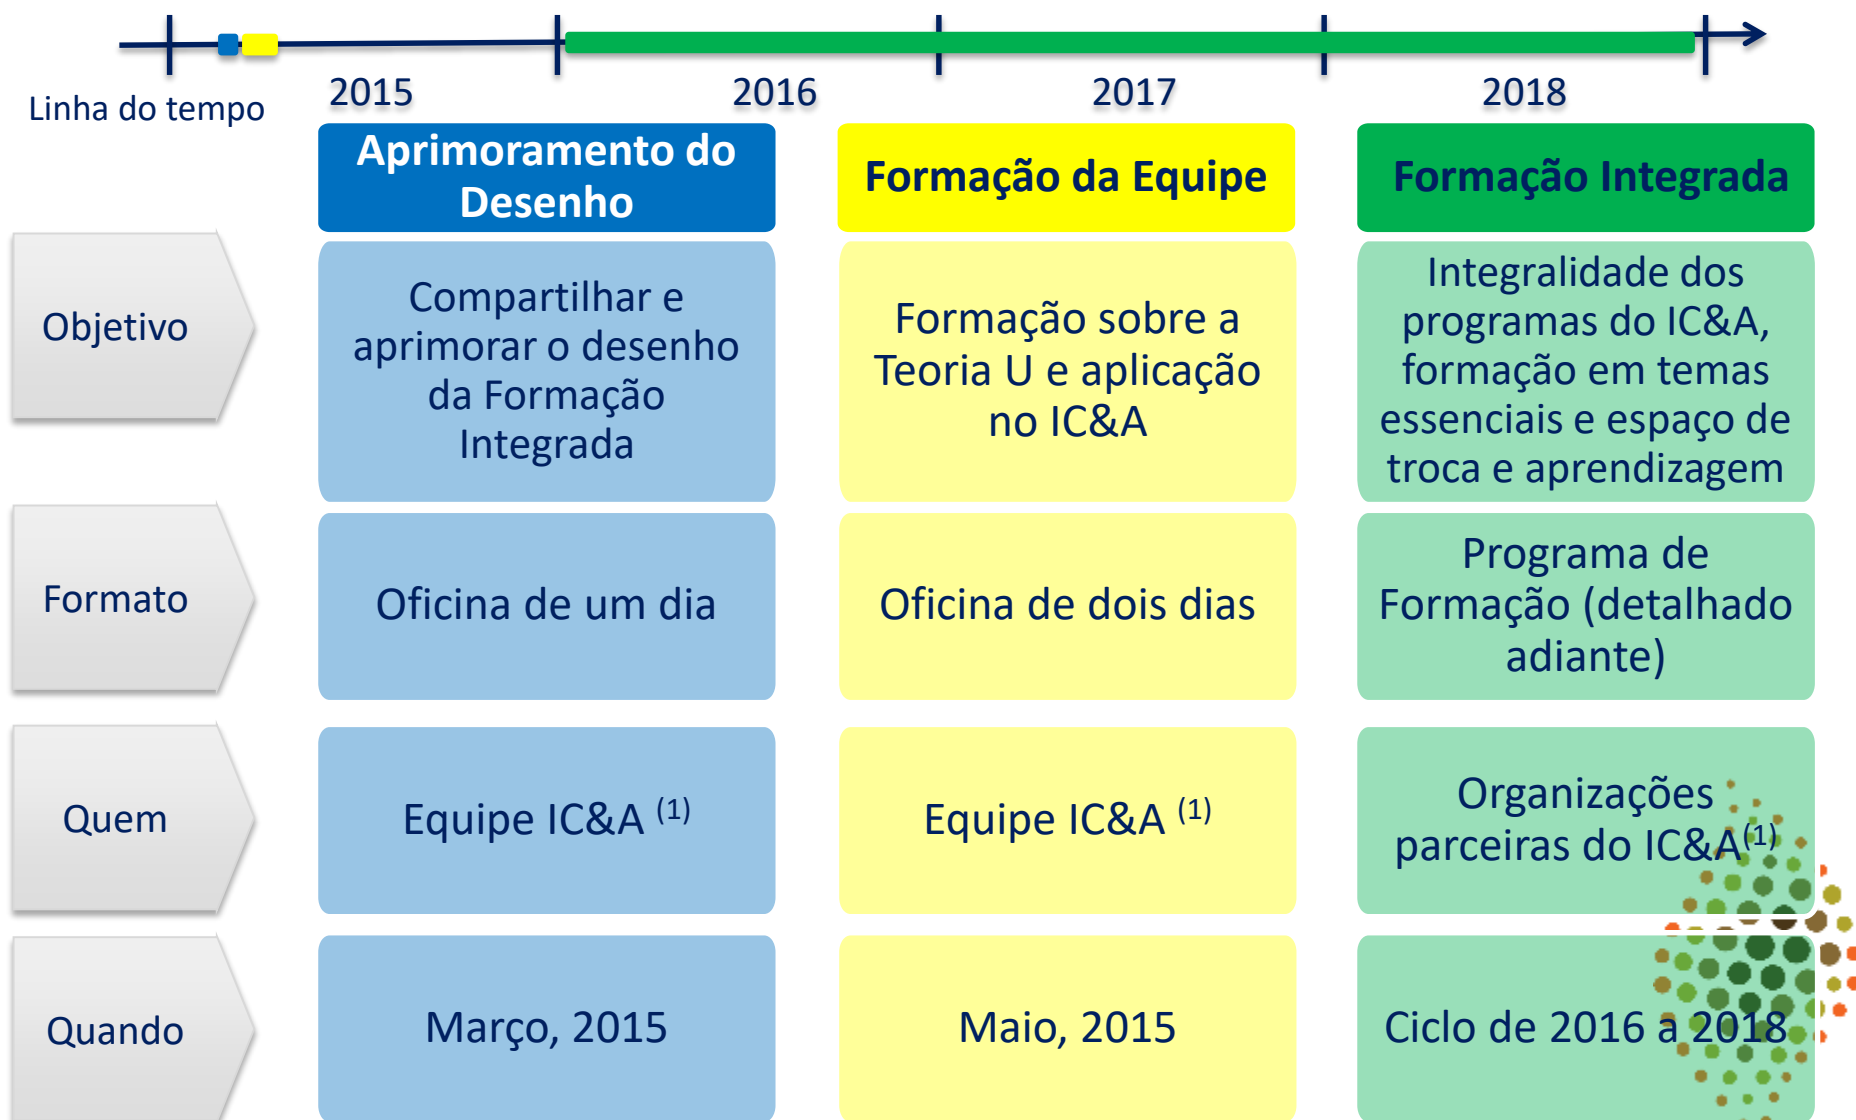 2015
2016
2017
2018
Linha do tempo
Aprimoramento do
Desenho
Formação da Equipe
Formação Integrada
Objetivo
Compartilhar e
aprimorar o desenho
da Formação
Integrada
Formação sobre a
Teoria U e aplicação
no IC&A
Integralidade dos
programas do IC&A,
formação em temas
essenciais e espaço de
troca e aprendizagem
Formato
Oficina de um dia
Oficina de dois dias
Programa de
Formação (detalhado
adiante)
Quem
Equipe IC&A (1)
Equipe IC&A (1)
Organizações
parceiras do IC&A(1)
Quando
Março, 2015
Maio, 2015
Ciclo de 2016 a 2018